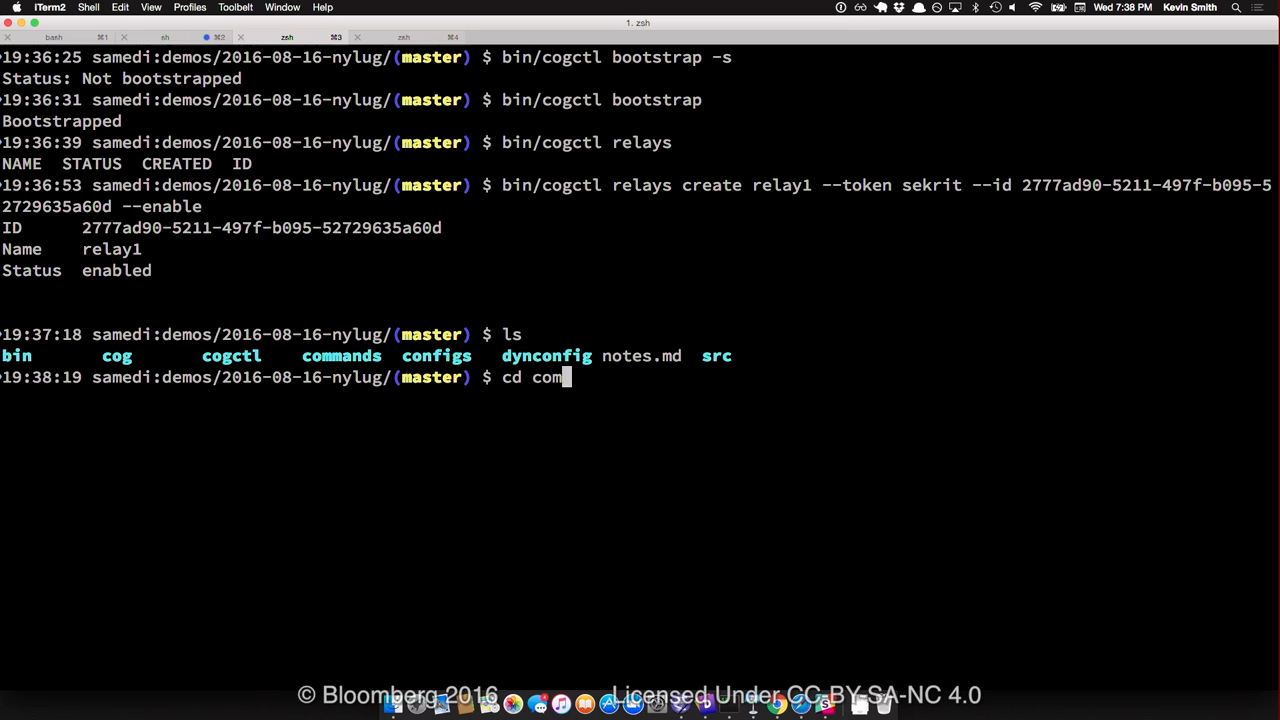 iTerm2 Shell Edit View Profiles Toolbelt Window Help Wed 7:38 PM Kevin Smith
1. zsh
bash ⌘1 sh ⌘2 zsh ⌘3 zsh ⌘4
19:36:25 samedi:demos/2016-08-16-nylug/(master) $ bin/cogctl bootstrap -s
Status: Not bootstrapped
19:36:31 samedi:demos/2016-08-16-nylug/(master) $ bin/cogctl bootstrap
Bootstrapped
19:36:39 samedi:demos/2016-08-16-nylug/(master) $ bin/cogctl relays
NAME STATUS CREATED ID
19:36:53 samedi:demos/2016-08-16-nylug/(master) $ bin/cogctl relays create relay1 --token sekrit --id 2777ad90-5211-497f-b095-5
2729635a60d --enable
ID 2777ad90-5211-497f-b095-52729635a60d
Name relay1
Status enabled
19:37:18 samedi:demos/2016-08-16-nylug/(master) $ ls
bin cog cogctl commands configs dynconfig notes.md src
19:38:19 samedi:demos/2016-08-16-nylug/(master) $ cd com
© Bloomberg 2016 Licensed Under CC-BY-SA-NC 4.0